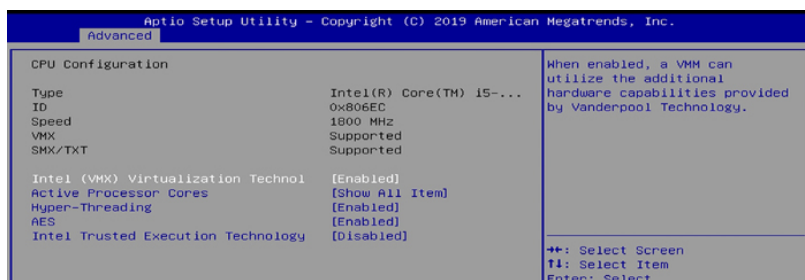 Aptio Setup Utility – Copyright (C) 2019 American Megatrends, Inc.
Advanced
CPU Configuration
Type Intel(R) Core(TM) i5-...
ID 0x806EC
Speed 1800 MHz
VMX Supported
SMX/TXT Supported
Intel (VMX) Virtualization Technol [Enabled]
Active Processor Cores [Show All Item]
Hyper-Threading [Enabled]
AES [Enabled]
Intel Trusted Execution Technology [Disabled]
When enabled, a VMM can
utilize the additional
hardware capabilities provided
by Vanderpool Technology.
→←: Select Screen
↑↓: Select Item
Enter: Select